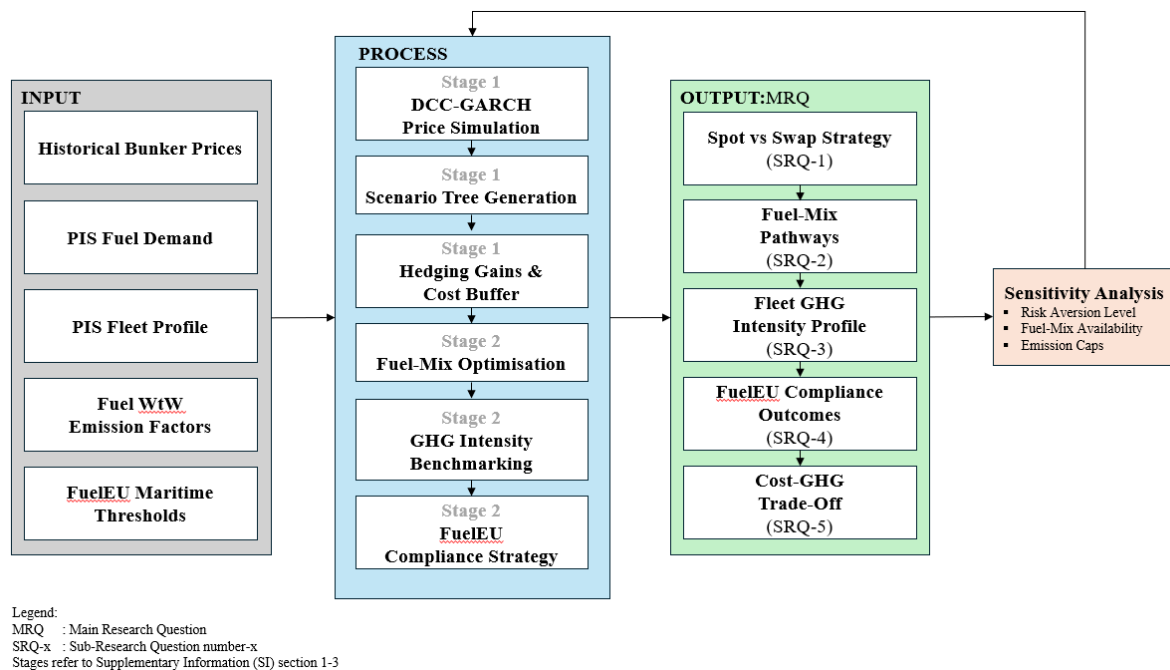 INPUT
Historical Bunker Prices
PIS Fuel Demand
PIS Fleet Profile
Fuel WtW
Emission Factors
FuelEU Maritime
Thresholds
PROCESS
Stage 1
DCC-GARCH
Price Simulation
Stage 1
Scenario Tree Generation
Stage 1
Hedging Gains &
Cost Buffer
Stage 2
Fuel-Mix Optimisation
Stage 2
GHG Intensity
Benchmarking
Stage 2
FuelEU
Compliance Strategy
OUTPUT:MRQ
Spot vs Swap Strategy
(SRQ-1)
Fuel-Mix
Pathways
(SRQ-2)
Fleet GHG
Intensity Profile
(SRQ-3)
FuelEU Compliance
Outcomes
(SRQ-4)
Cost-GHG
Trade-Off
(SRQ-5)
Sensitivity Analysis
▪ Risk Aversion Level
▪ Fuel-Mix Availability
▪ Emission Caps
Legend:
MRQ : Main Research Question
SRQ-x : Sub-Research Question number-x
Stages refer to Supplementary Information (SI) section 1-3